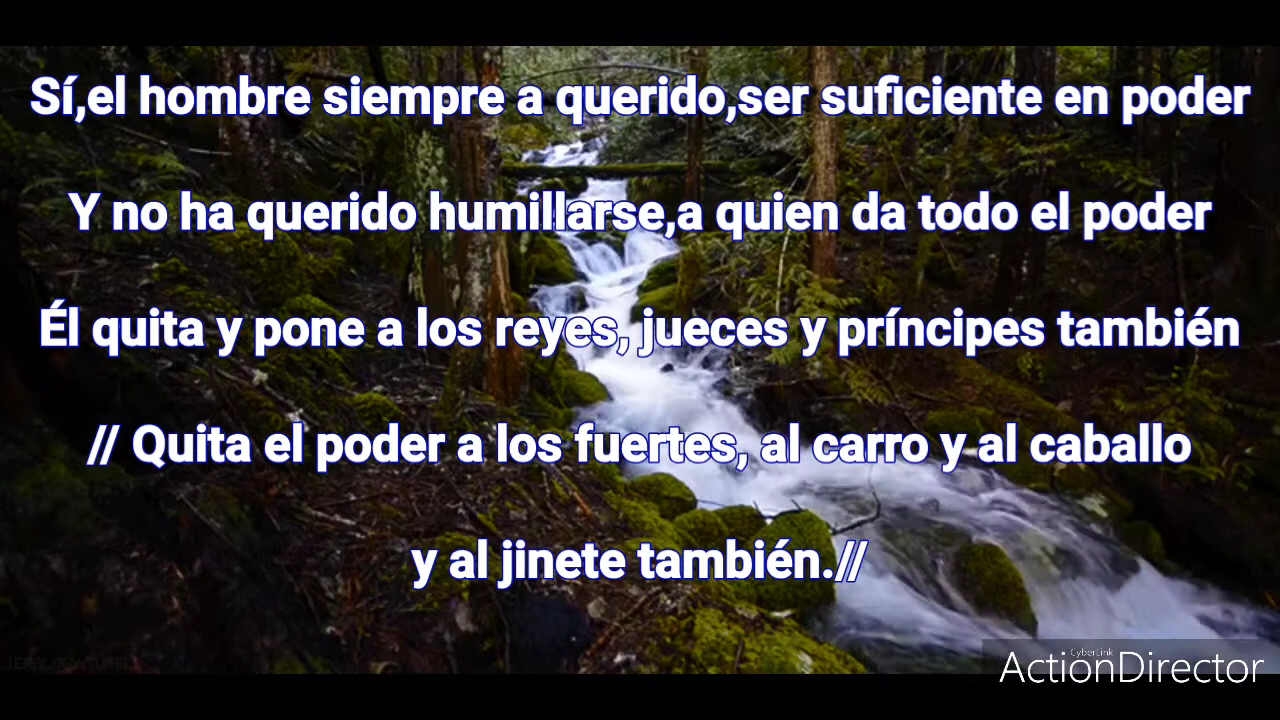 Sí,el hombre siempre a querido,ser suficiente en poder
Y no ha querido humillarse,a quien da todo el poder
Él quita y pone a los reyes, jueces y príncipes también
// Quita el poder a los fuertes, al carro y al caballo
y al jinete también.//
CyberLink
ActionDirector